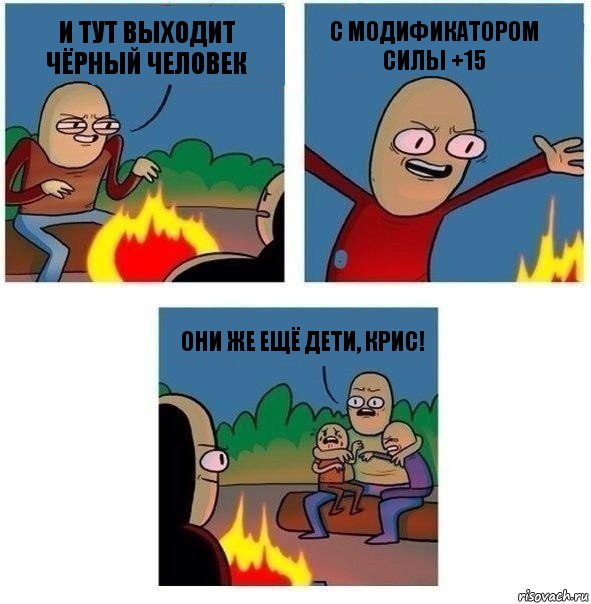 И ТУТ ВЫХОДИТ
ЧЁРНЫЙ ЧЕЛОВЕК
С МОДИФИКАТОРОМ
СИЛЫ +15
ОНИ ЖЕ ЕЩЁ ДЕТИ, КРИС!
risovach.ru